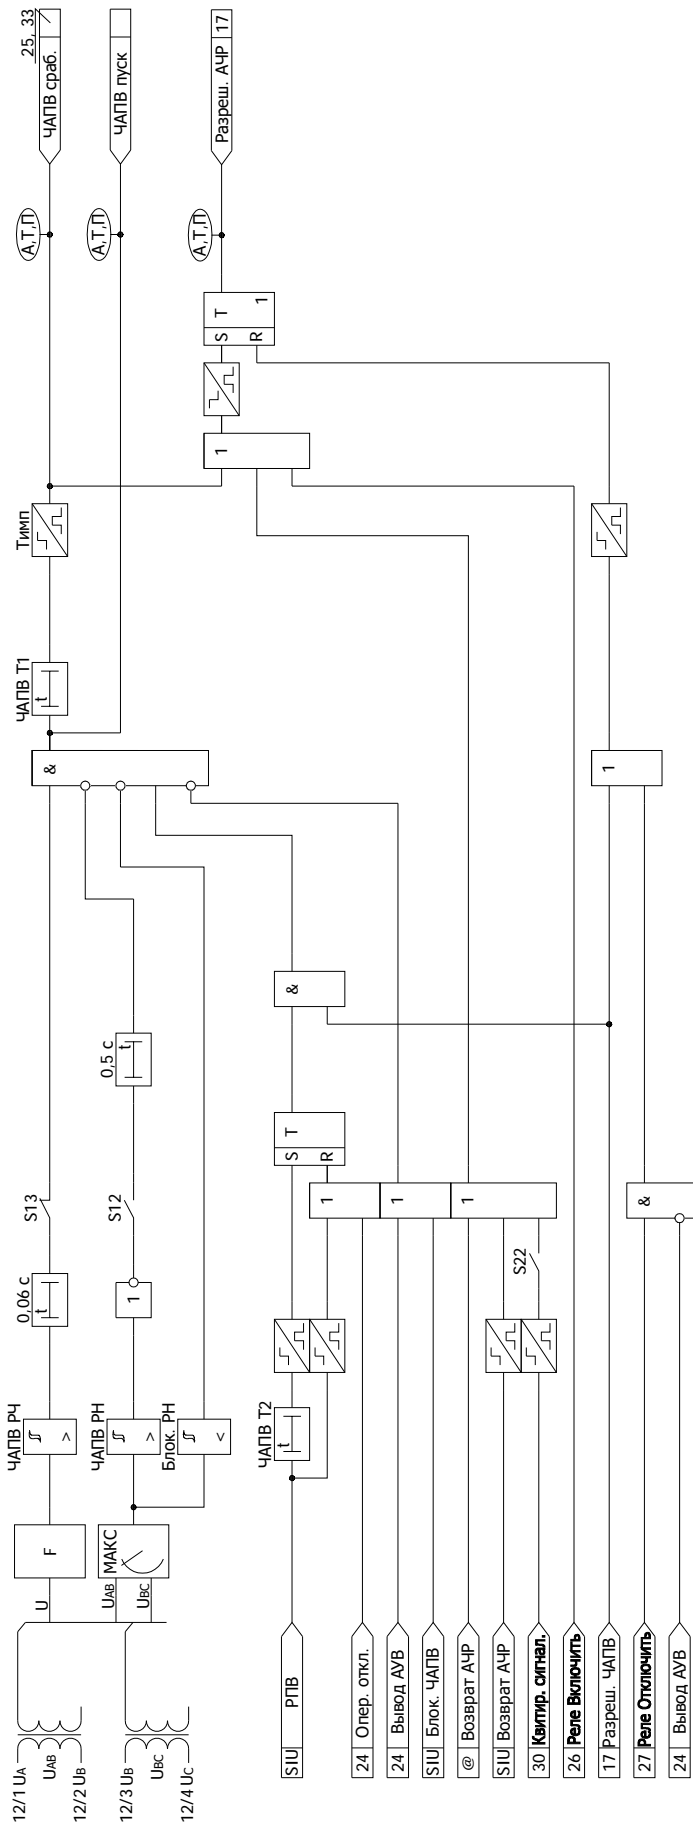 12/1 UA
UAB
12/2 UB
12/3 UB
UBC
12/4 UC
U
UAB
UBC
F
МАКС
ЧАПВ РЧ
>
ЧАПВ РН
>
Блок. РН
<
0,06 с
t
1
S13
S12
0,5 с
t
&
ЧАПВ Т1
t
Тимп
А,Т,П
ЧАПВ сраб.
25, 33
А,Т,П
ЧАПВ пуск
SIU РПВ
ЧАПВ Т2
t
S T
R
&
1
S T
R 1
А,Т,П
Разреш. АЧР 17
24 Опер. откл.
1
24 Вывод АУВ
1
SIU Блок. ЧАПВ
@ Возврат АЧР
1
SIU Возврат АЧР
30 Квитир. сигнал.
S22
26 Реле Включить
17 Разреш. ЧАПВ
1
27 Реле Отключить
&
24 Вывод АУВ